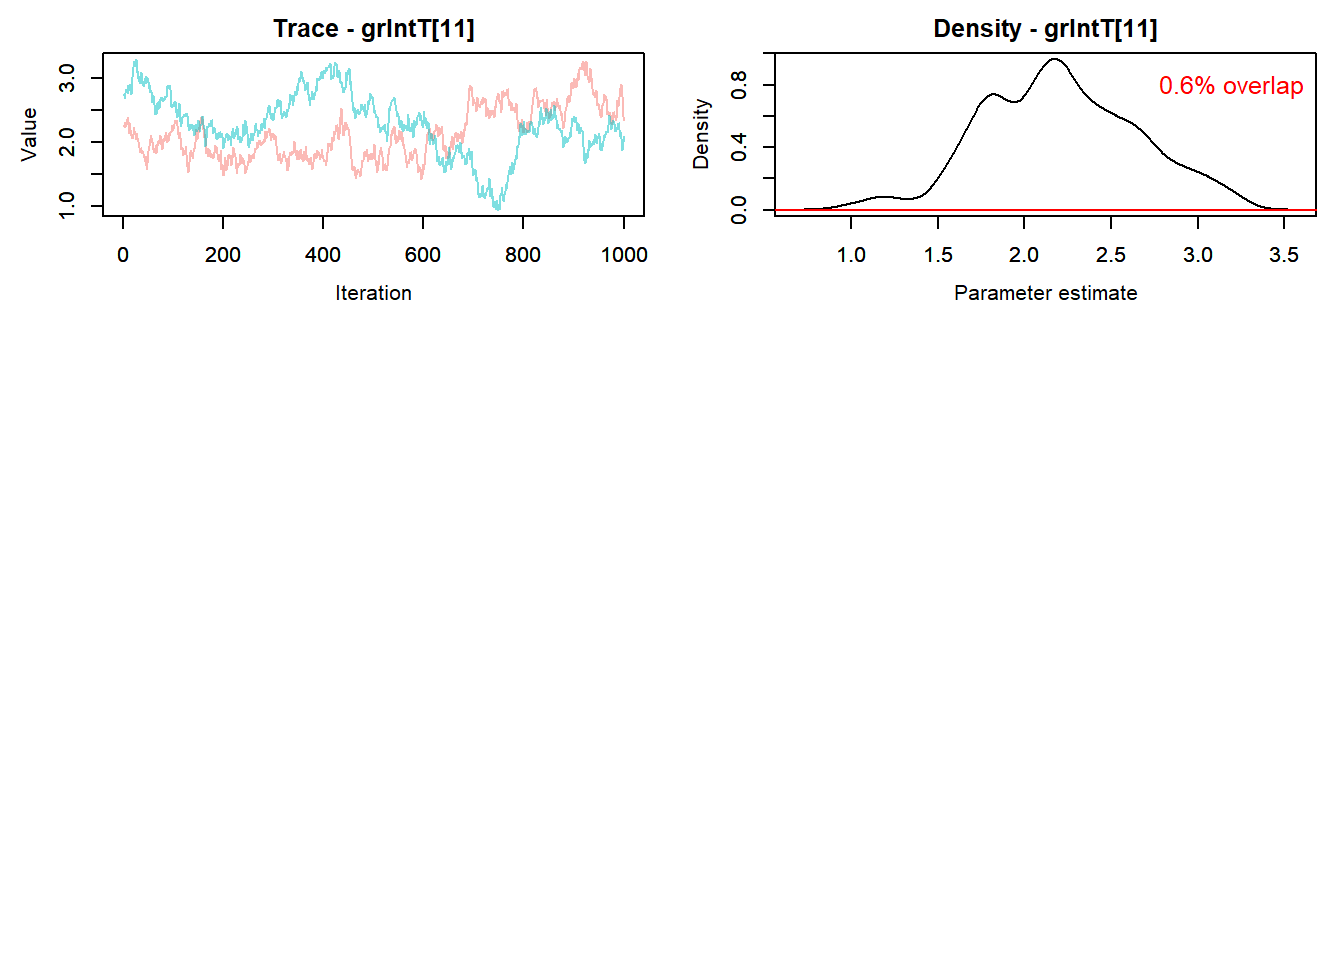 Trace - grIntT[11]
Value
1.0 2.0 3.0
0 200 400 600 800 1000
Iteration
Density - grIntT[11]
0.6% overlap
Density
0.0 0.4 0.8
1.0 1.5 2.0 2.5 3.0 3.5
Parameter estimate